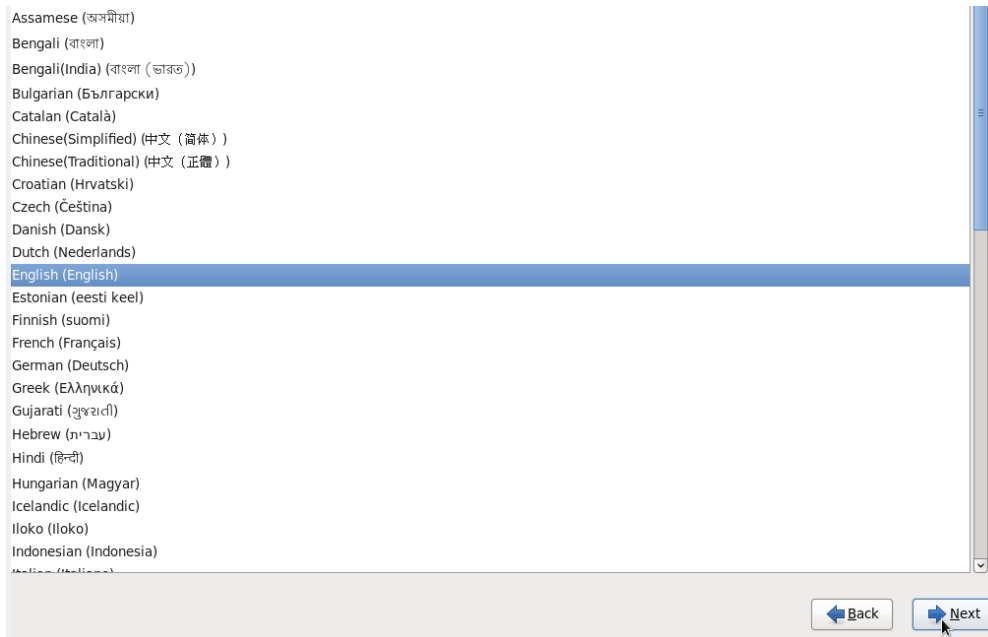 Assamese (অসমীয়া)
Bengali (বাংলা)
Bengali(India) (বাংলা (ভারত))
Bulgarian (Български)
Catalan (Català)
Chinese(Simplified) (中文（简体）)
Chinese(Traditional) (中文（正體）)
Croatian (Hrvatski)
Czech (Čeština)
Danish (Dansk)
Dutch (Nederlands)
English (English)
Estonian (eesti keel)
Finnish (suomi)
French (Français)
German (Deutsch)
Greek (Ελληνικά)
Gujarati (ગુજરાતી)
Hebrew (עברית)
Hindi (हिन्दी)
Hungarian (Magyar)
Icelandic (Icelandic)
Iloko (Iloko)
Indonesian (Indonesia)
Italian (Italiano)
Back
Next